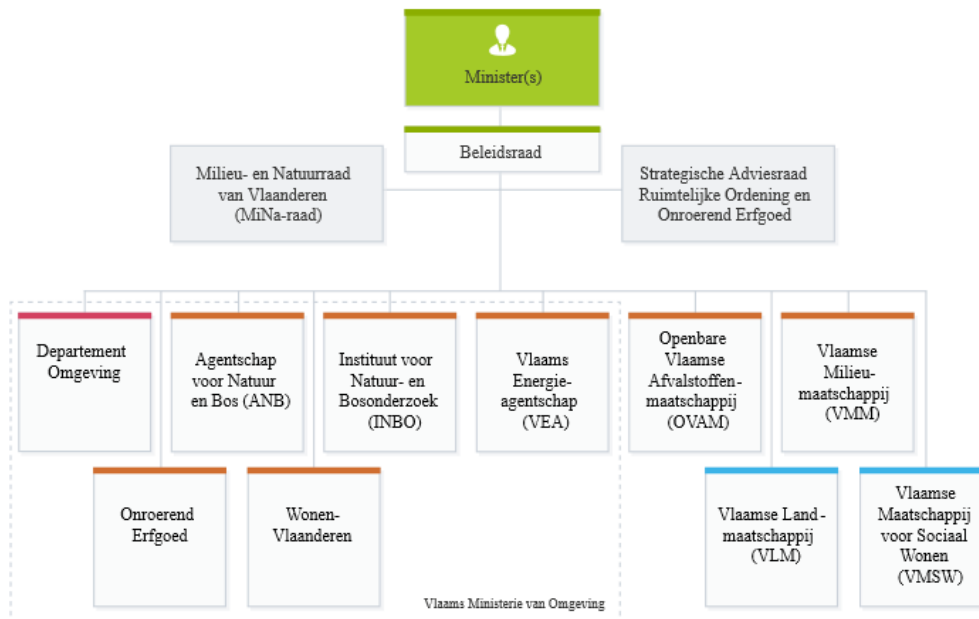 Minister(s)
Beleidsraad
Milieu- en Natuurraad
van Vlaanderen
(MiNa-raad)
Strategische Adviesraad
Ruimtelijke Ordening en
Onroerend Erfgoed
Departement
Omgeving
Agentschap
voor Natuur
en Bos (ANB)
Instituut voor
Natuur- en
Bosonderzoek
(INBO)
Vlaams
Energie-
agentschap
(VEA)
Openbare
Vlaamse
Afvalstoffen-
maatschappij
(OVAM)
Vlaamse
Milieu-
maatschappij
(VMM)
Onroerend
Erfgoed
Wonen-
Vlaanderen
Vlaamse Land-
maatschappij
(VLM)
Vlaamse
Maatschappij
voor Sociaal
Wonen
(VMSW)
Vlaams Ministerie van Omgeving